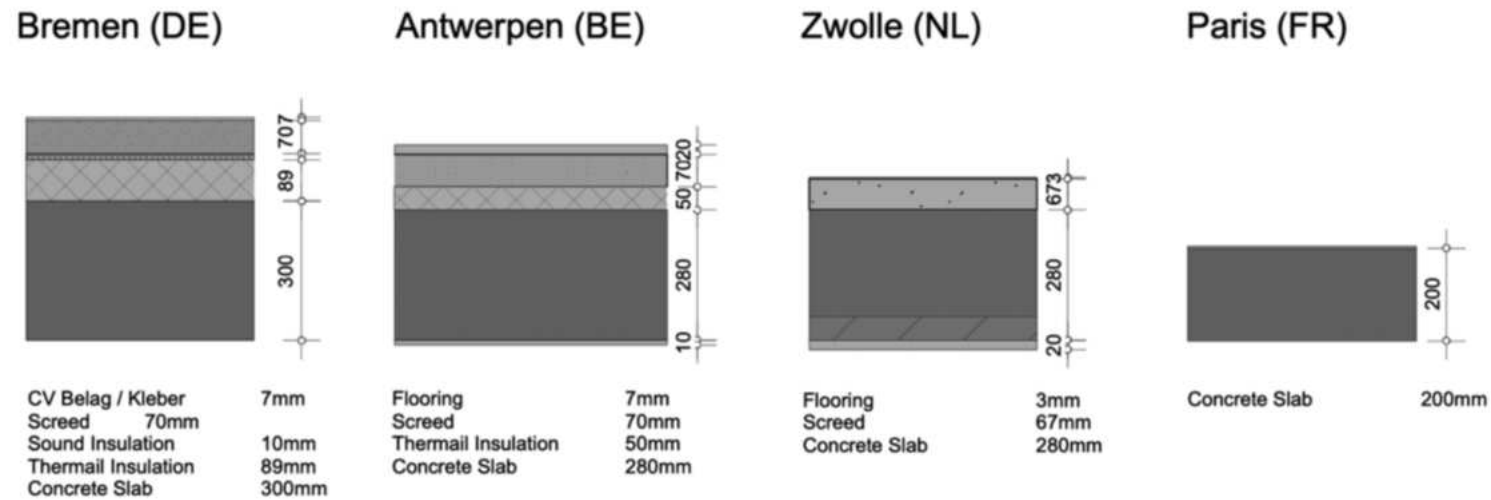 Bremen (DE)
Antwerpen (BE)
Zwolle (NL)
Paris (FR)
707
89
300
7020
50
280
10
673
280
20
200
CV Belag / Kleber 7mm
Screed 70mm
Sound Insulation 10mm
Thermail Insulation 89mm
Concrete Slab 300mm
Flooring 7mm
Screed 70mm
Thermail Insulation 50mm
Concrete Slab 280mm
Flooring 3mm
Screed 67mm
Concrete Slab 280mm
Concrete Slab 200mm